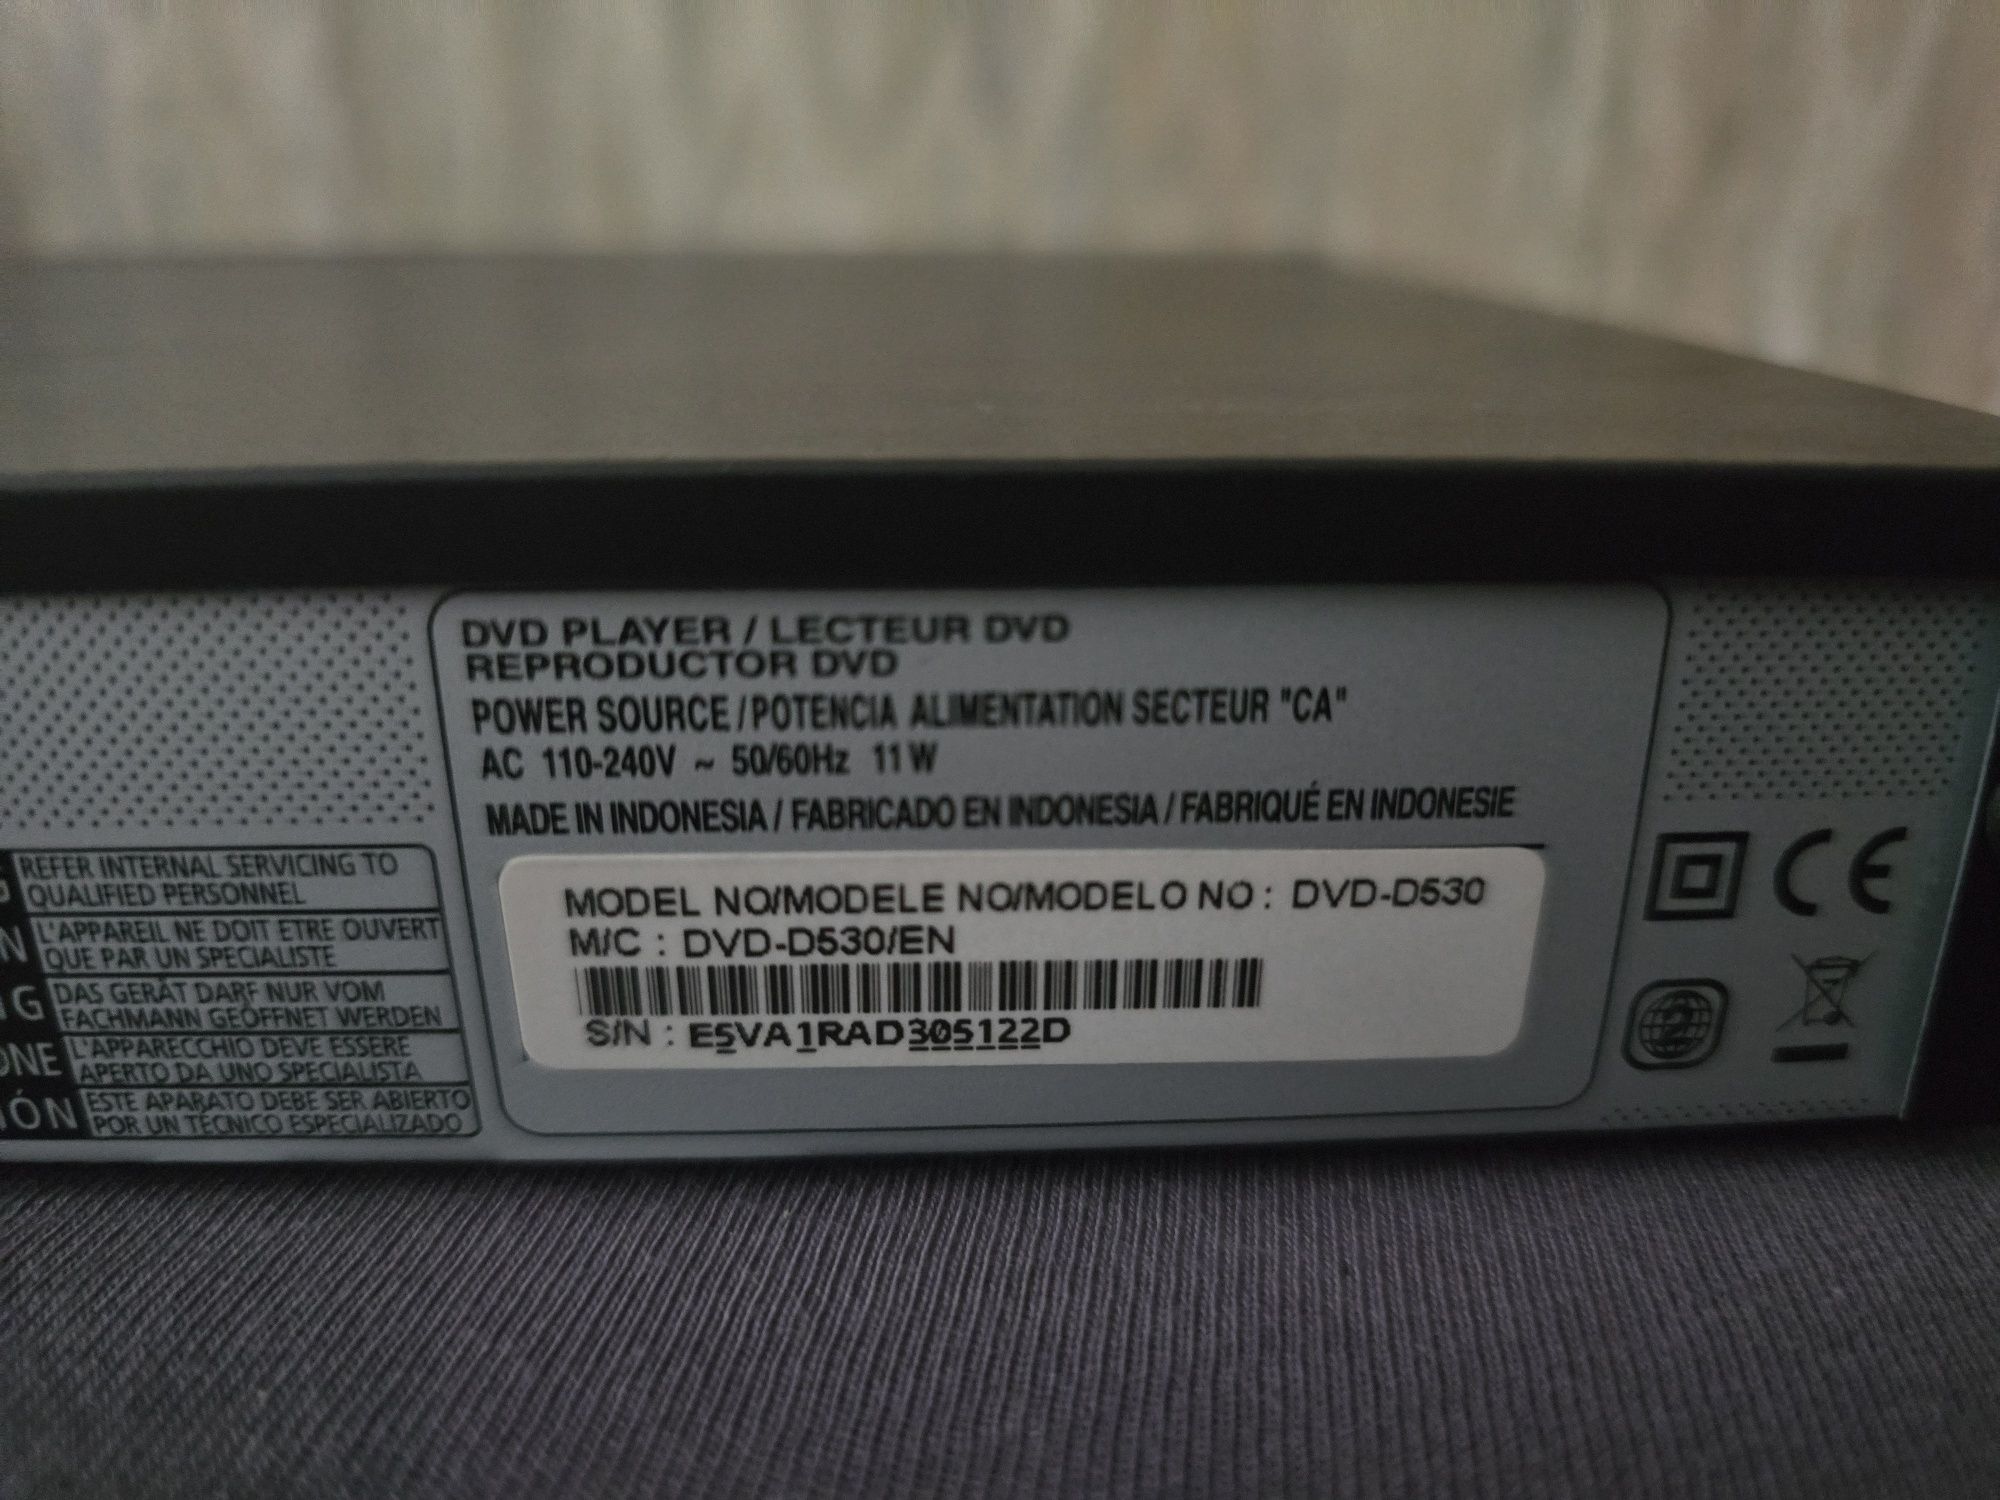 DVD PLAYER / LECTEUR DVD
REPRODUCTOR DVD
POWER SOURCE / POTENCIA ALIMENTATION SECTEUR "CA"
AC 110-240V ~ 50/60Hz 11 W
MADE IN INDONESIA / FABRICADO EN INDONESIA / FABRIQUÉ EN INDONESIE
MODEL NO/MODELE NO/MODELO NO : DVD-D530
M/C : DVD-D530/EN
S/N : E5VA1RAD305122D
REFER INTERNAL SERVICING TO
QUALIFIED PERSONNEL
L'APPAREIL NE DOIT ETRE OUVERT
QUE PAR UN SPECIALISTE
DAS GERÄT DARF NUR VOM
FACHMANN GEÖFFNET WERDEN
L'APPARECCHIO DEVE ESSERE
APERTO DA UNO SPECIALISTA
ESTE APARATO DEBE SER ABIERTO
POR UN TÉCNICO ESPECIALIZADO
CE
2